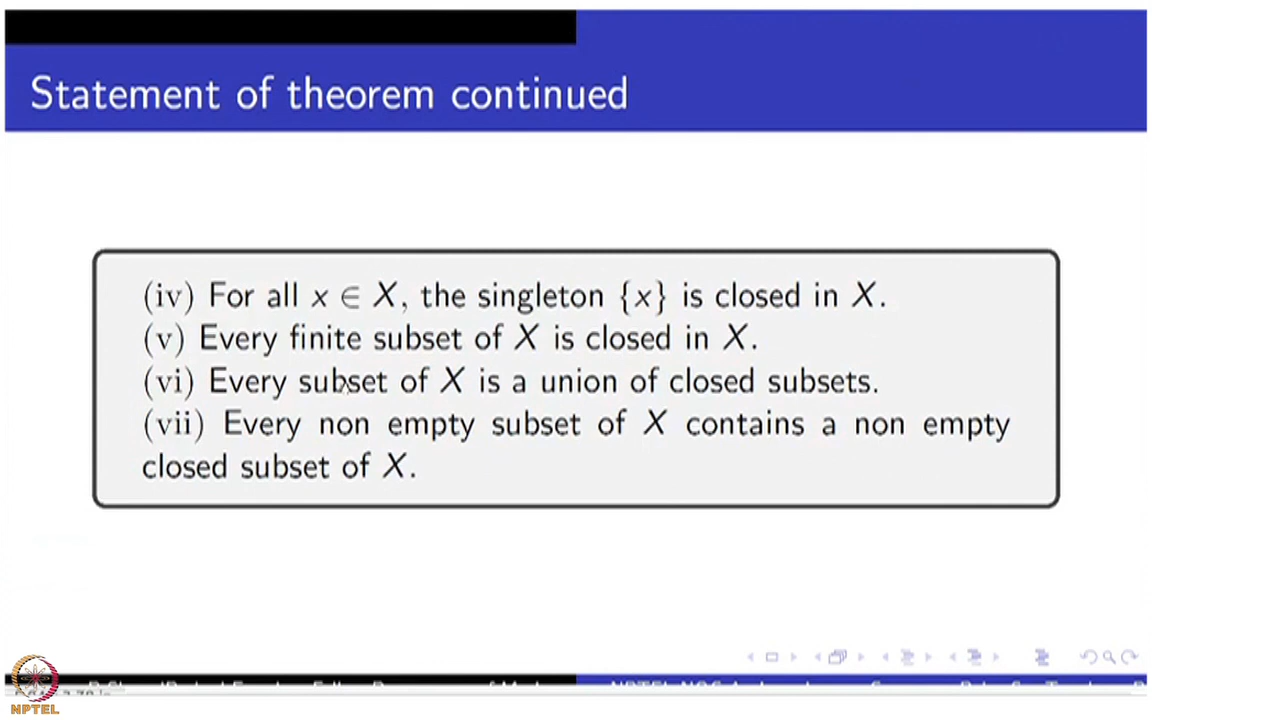 Statement of theorem continued
(iv) For all x ∈ X, the singleton {x} is closed in X.
(v) Every finite subset of X is closed in X.
(vi) Every subset of X is a union of closed subsets.
(vii) Every non empty subset of X contains a non empty
closed subset of X.
NPTEL